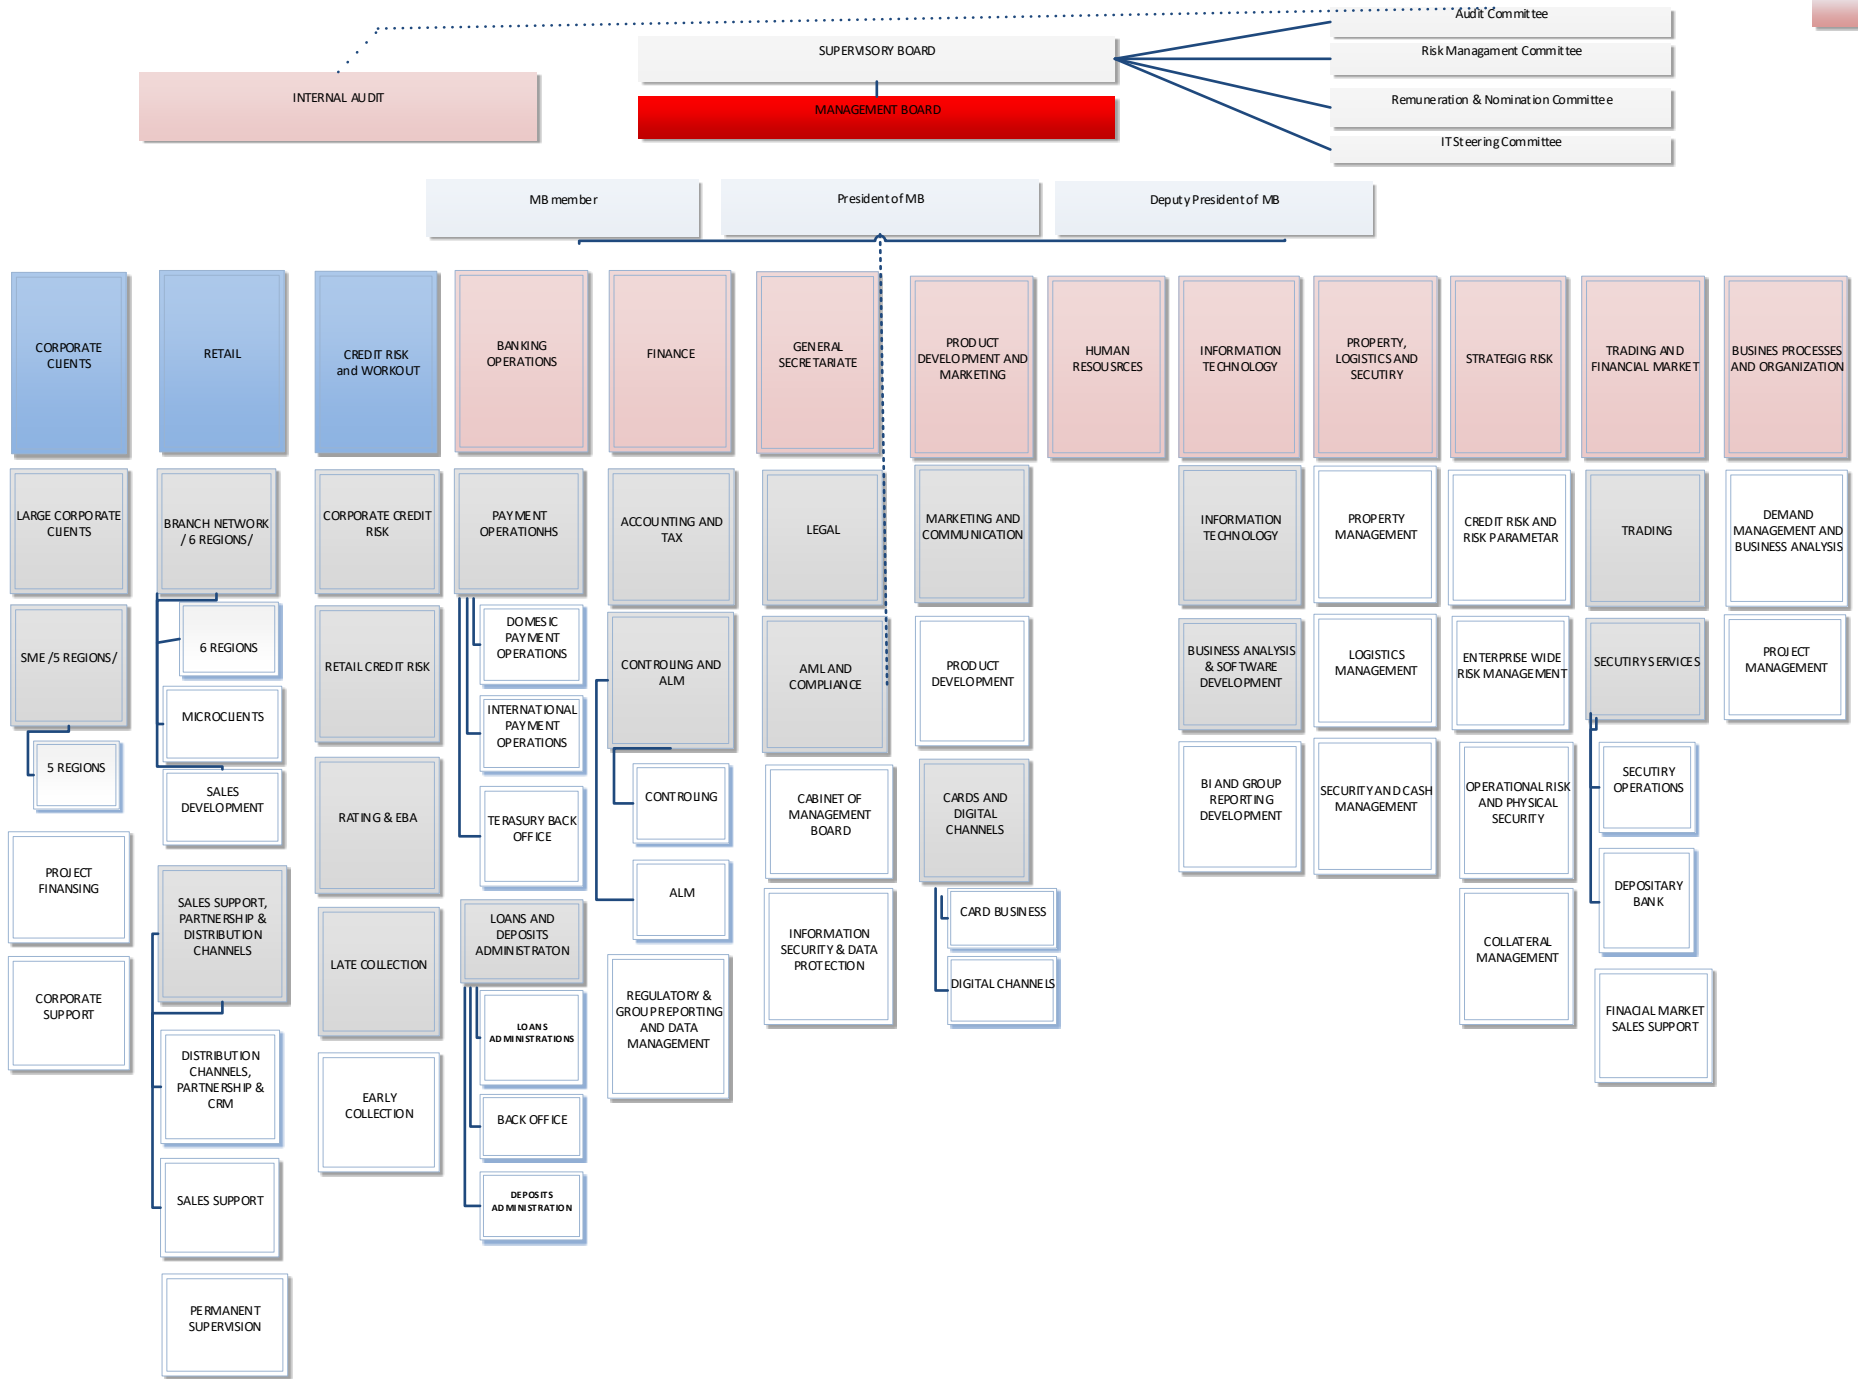 Audit Committee
SUPERVISORY BOARD
Risk Managament Committee
INTERNAL AUDIT
MANAGEMENT BOARD
Remuneration & Nomination Committee
IT Steering Committee
MB member
President of MB
Deputy President of MB
CORPORATE
CLIENTS
RETAIL
CREDIT RISK
and WORKOUT
BANKING
OPERATIONS
FINANCE
GENERAL
SECRETARIATE
PRODUCT
DEVELOPMENT AND
MARKETING
HUMAN
RESOUSRCES
INFORMATION
TECHNOLOGY
PROPERTY,
LOGISTICS AND
SECUTIRY
STRATEGIG RISK
TRADING AND
FINANCIAL MARKET
BUSINES PROCESSES
AND ORGANIZATION
LARGE CORPORATE
CLIENTS
SME /5 REGIONS/
5 REGIONS
PROJECT
FINANSING
CORPORATE
SUPPORT
BRANCH NETWORK
/ 6 REGIONS/
6 REGIONS
MICROCLIENTS
SALES
DEVELOPMENT
SALES SUPPORT,
PARTNERSHIP &
DISTRIBUTION
CHANNELS
DISTRIBUTION
CHANNELS,
PARTNERSHIP &
CRM
SALES SUPPORT
PERMANENT
SUPERVISION
CORPORATE CREDIT
RISK
RETAIL CREDIT RISK
RATING & EBA
LATE COLLECTION
EARLY
COLLECTION
PAYMENT
OPERATIONHS
DOMESIC
PAYMENT
OPERATIONS
INTERNATIONAL
PAYMENT
OPERATIONS
TERASURY BACK
OFFICE
LOANS AND
DEPOSITS
ADMINISTRATON
LOANS
ADMINISTRATIONS
BACK OFFICE
DEPOSITS
ADMINISTRATION
ACCOUNTING AND
TAX
CONTROLING AND
ALM
CONTROLING
ALM
REGULATORY &
GROUP REPORTING
AND DATA
MANAGEMENT
LEGAL
AML AND
COMPLIANCE
CABINET OF
MANAGEMENT
BOARD
INFORMATION
SECURITY & DATA
PROTECTION
MARKETING AND
COMMUNICATION
PRODUCT
DEVELOPMENT
CARDS AND
DIGITAL
CHANNELS
CARD BUSINESS
DIGITAL CHANNELS
INFORMATION
TECHNOLOGY
BUSINESS ANALYSIS
& SOFTWARE
DEVELOPMENT
BI AND GROUP
REPORTING
DEVELOPMENT
PROPERTY
MANAGEMENT
LOGISTICS
MANAGEMENT
SECURITY AND CASH
MANAGEMENT
CREDIT RISK AND
RISK PARAMETAR
ENTERPRISE WIDE
RISK MANAGEMENT
OPERATIONAL RISK
AND PHYSICAL
SECURITY
COLLATERAL
MANAGEMENT
TRADING
SECUTIRY SERVICES
SECUTIRY
OPERATIONS
DEPOSITARY
BANK
FINACIAL MARKET
SALES SUPPORT
DEMAND
MANAGEMENT AND
BUSINESS ANALYSIS
PROJECT
MANAGEMENT